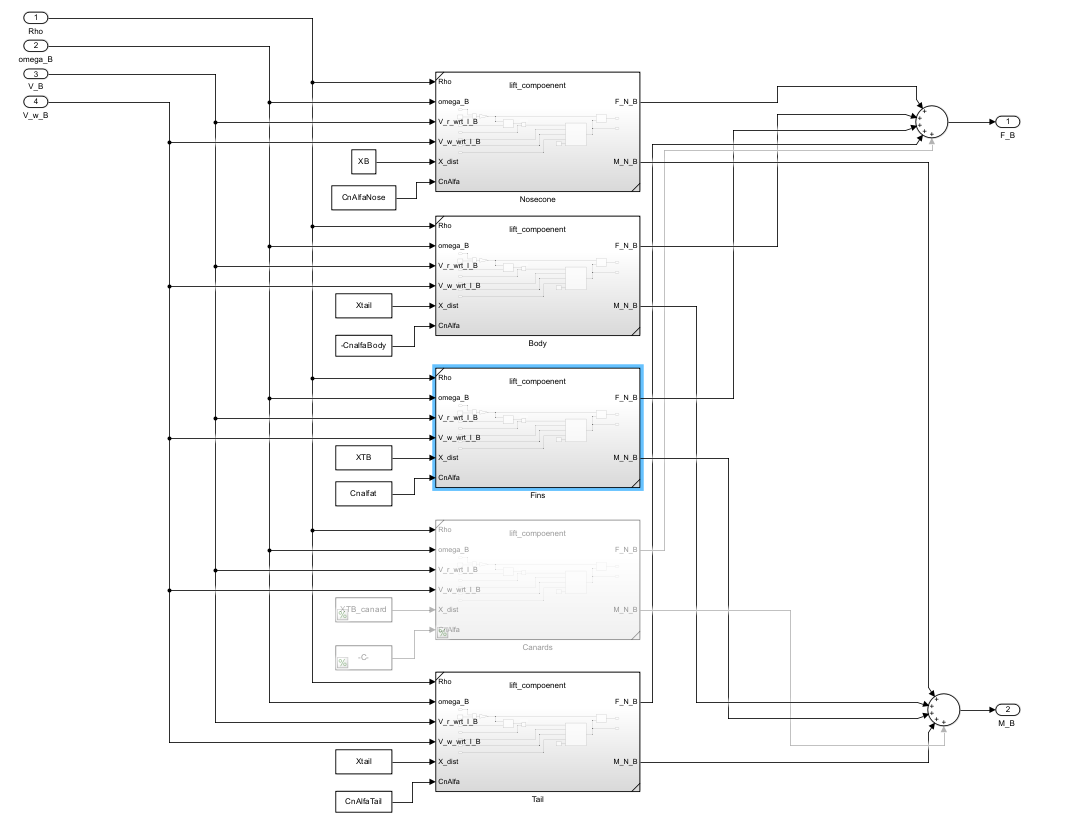 1
Rho
2
omega_B
3
V_B
4
V_w_B
Rho
omega_B
V_r_wrt_I_B
V_w_wrt_I_B
X_dist
CnAlfa
lift_compoenent
F_N_B
M_N_B
Nosecone
XB
CnAlfaNose
Rho
omega_B
V_r_wrt_I_B
V_w_wrt_I_B
X_dist
CnAlfa
lift_compoenent
F_N_B
M_N_B
Body
Xtail
-CnalfaBody
Rho
omega_B
V_r_wrt_I_B
V_w_wrt_I_B
X_dist
CnAlfa
lift_compoenent
F_N_B
M_N_B
Fins
XTB
Cnalfat
Rho
omega_B
V_r_wrt_I_B
V_w_wrt_I_B
X_dist
CnAlfa
lift_compoenent
F_N_B
M_N_B
Canards
XTB_canard
-C-
Rho
omega_B
V_r_wrt_I_B
V_w_wrt_I_B
X_dist
CnAlfa
lift_compoenent
F_N_B
M_N_B
Tail
Xtail
CnAlfaTail
+
+
+
+
+
1
F_B
+
+
+
+
+
2
M_B